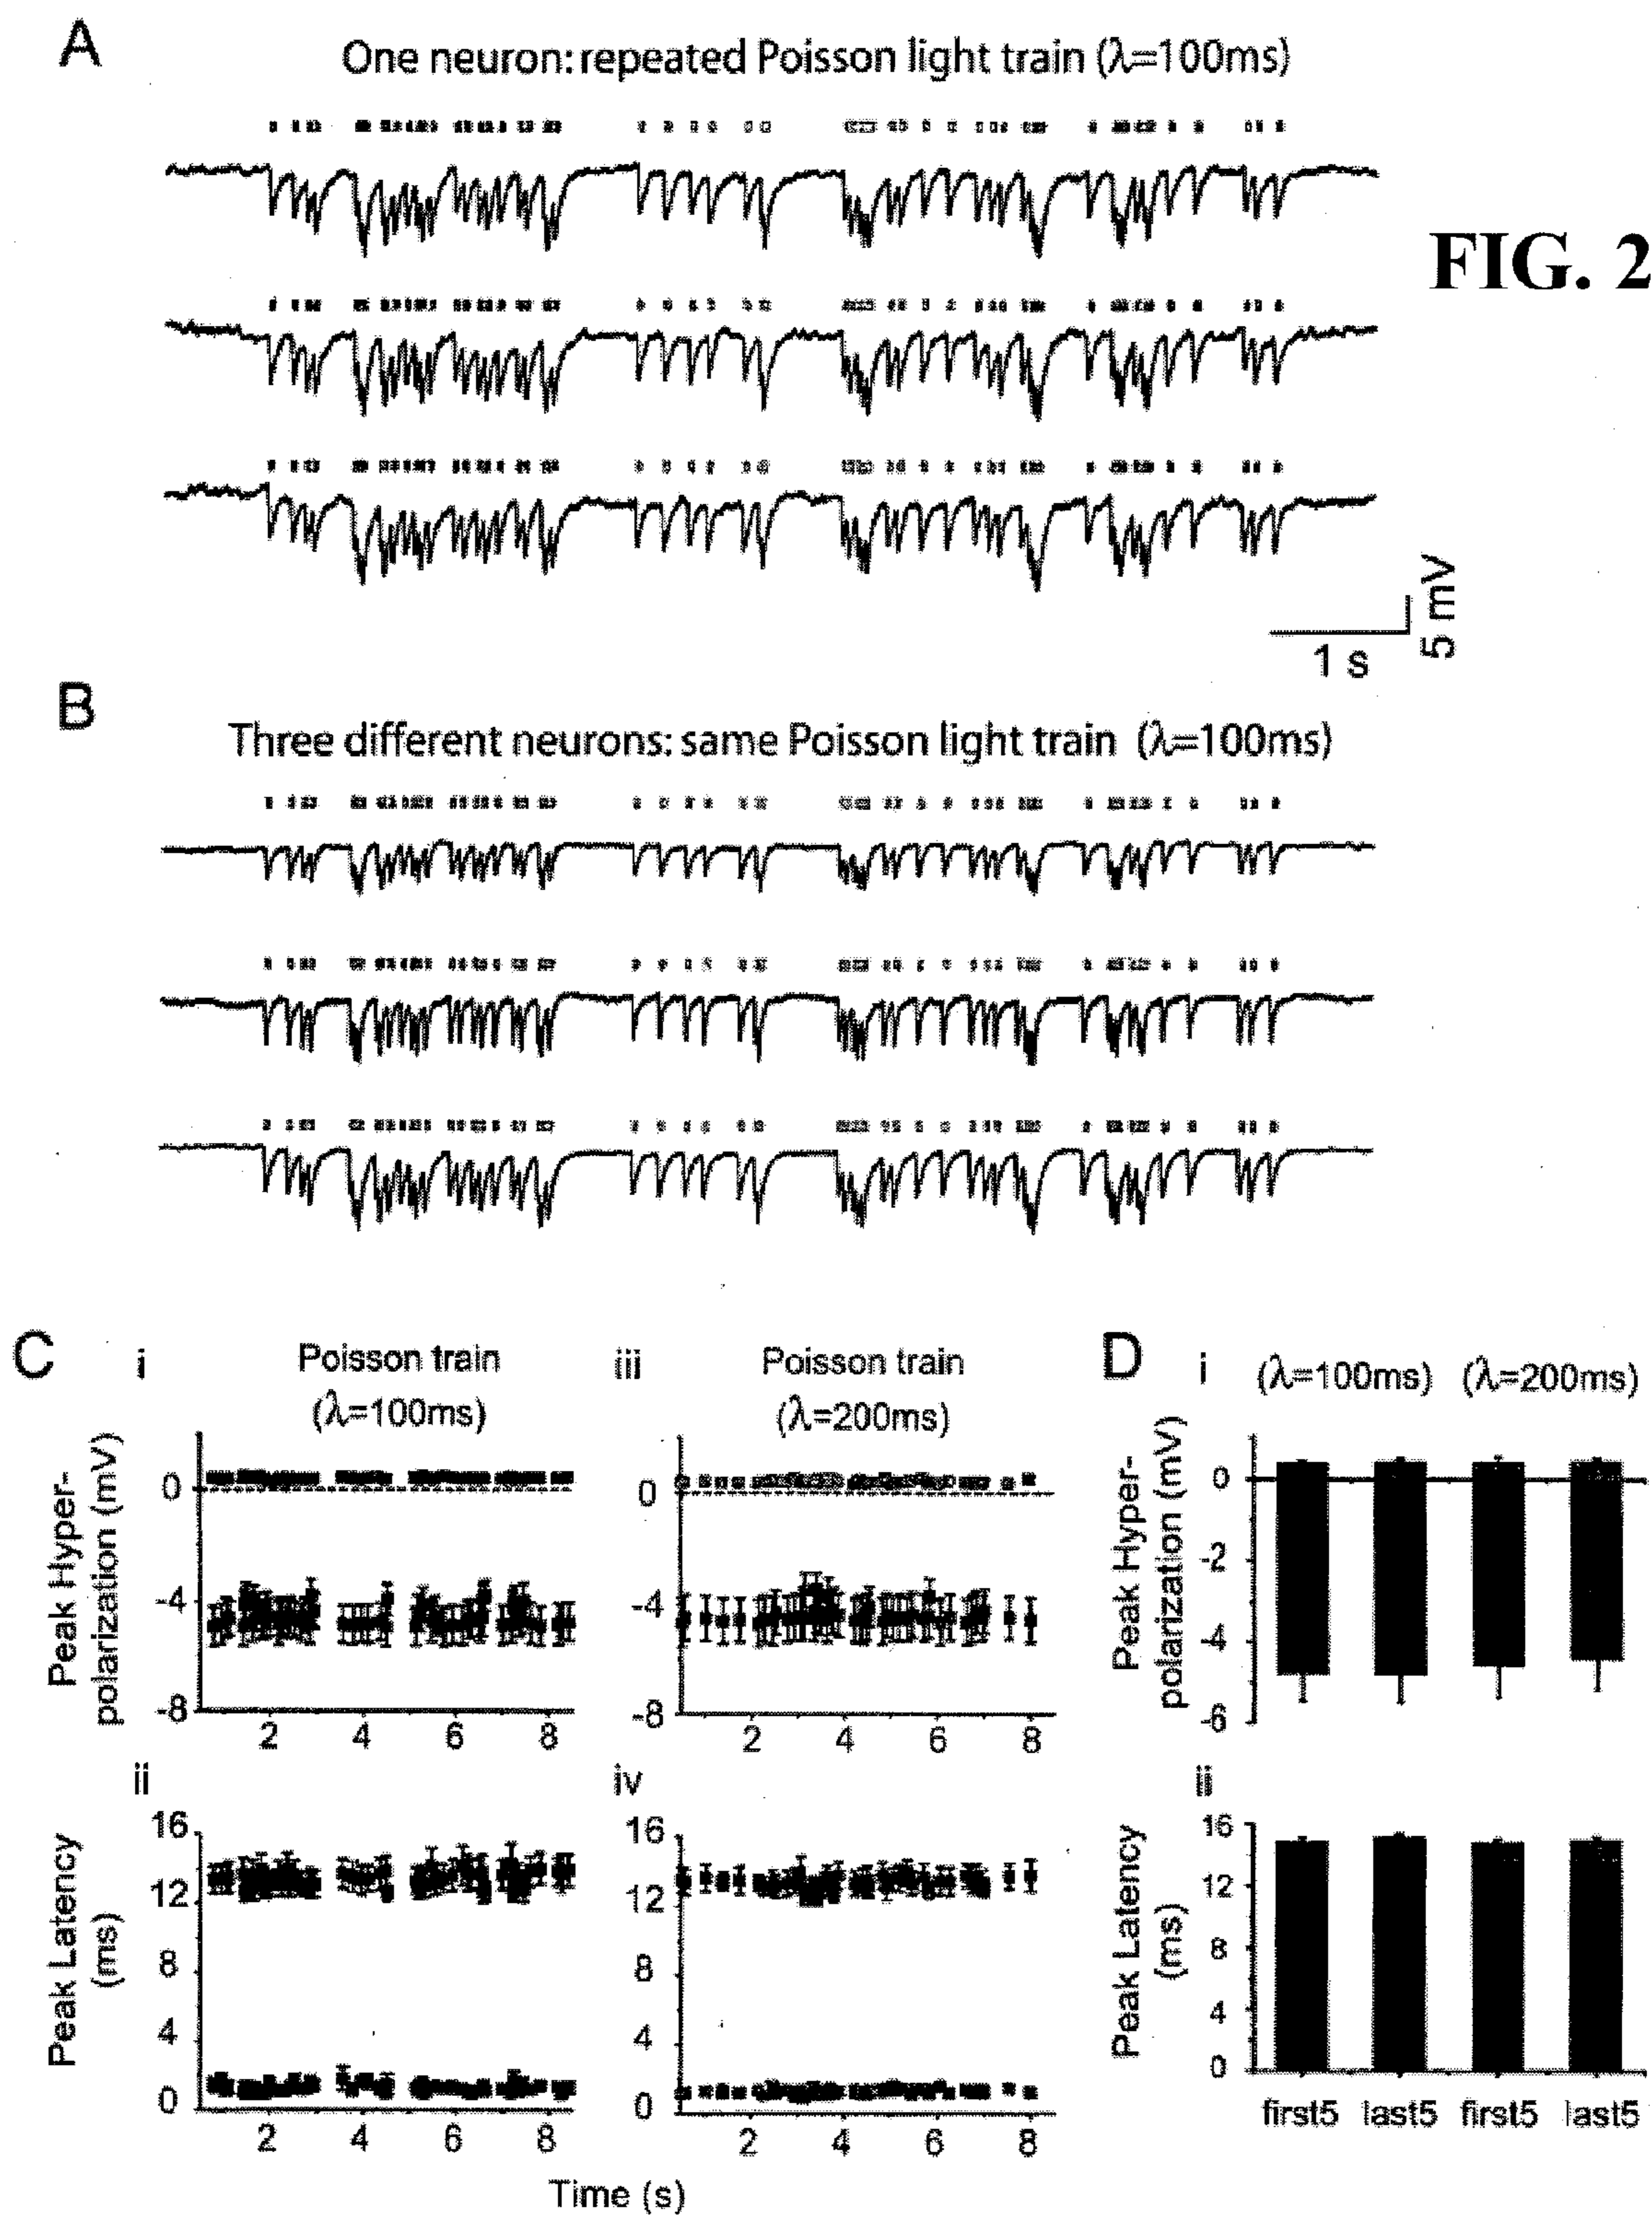 A
One neuron: repeated Poisson light train (λ=100ms)
FIG. 2
5 mV
1 s
B
Three different neurons: same Poisson light train (λ=100ms)
C
i
Poisson train
(λ=100ms)
Peak Hyper-
polarization (mV)
0
-4
-8
2 4 6 8
iii
Poisson train
(λ=200ms)
0
-4
-8
2 4 6 8
ii
Peak Latency
(ms)
16
12
8
4
0
2 4 6 8
iv
16
12
8
4
0
2 4 6 8
Time (s)
D
i
(λ=100ms) (λ=200ms)
Peak Hyper-
polarization (mV)
0
-2
-4
-6
ii
Peak Latency
(ms)
16
12
8
4
0
first5 last5 first5 last5